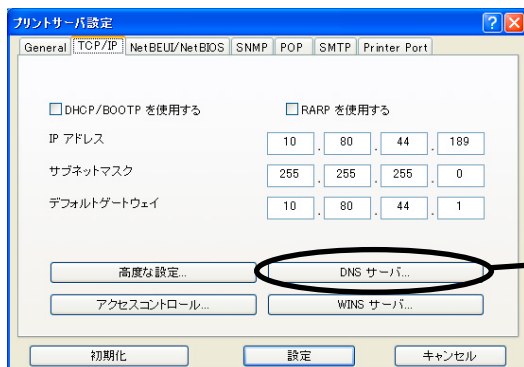 プリントサーバ設定
General TCP/IP NetBEUI/NetBIOS SNMP POP SMTP Printer Port
DHCP/BOOTP を使用する RARP を使用する
IP アドレス 10 . 80 . 44 . 189
サブネットマスク 255 . 255 . 255 . 0
デフォルトゲートウェイ 10 . 80 . 44 . 1
高度な設定... DNS サーバ...
アクセスコントロール... WINS サーバ...
初期化 設定 キャンセル